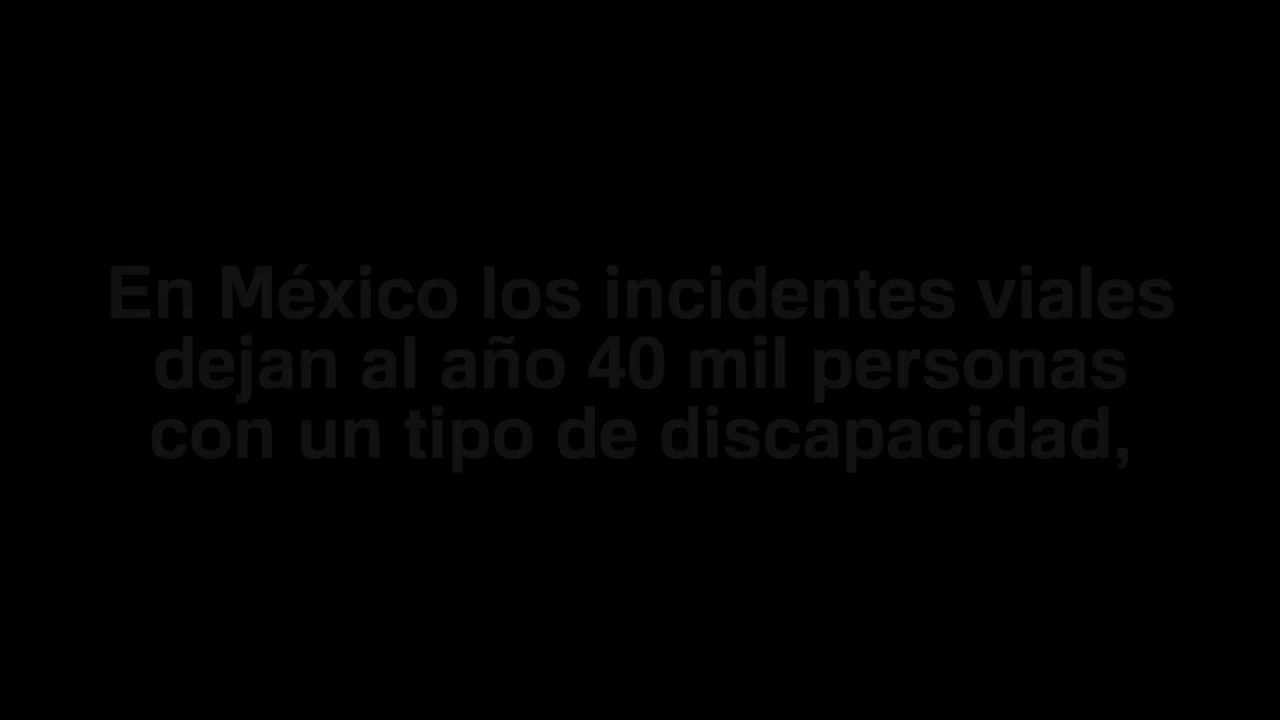 En México los incidentes viales
dejan al año 40 mil personas
con un tipo de discapacidad,